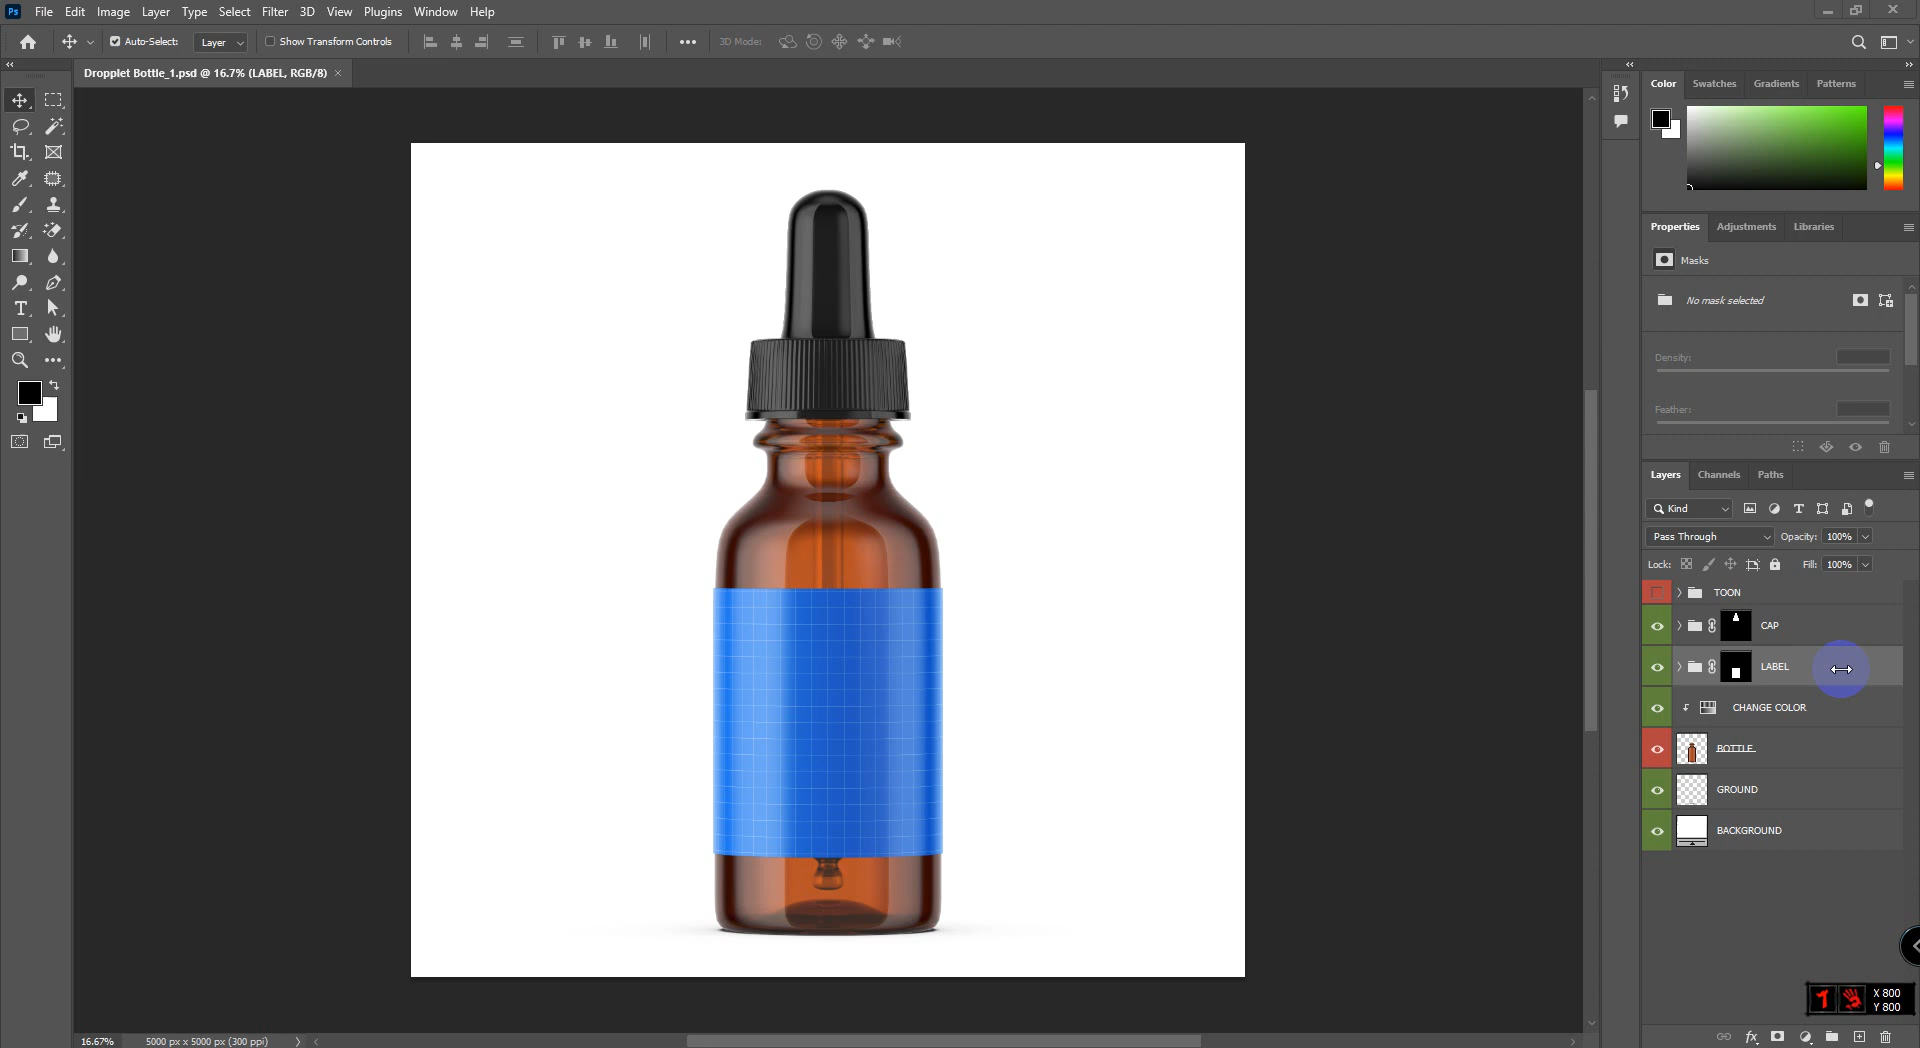 Ps File Edit Image Layer Type Select Filter 3D View Plugins Window Help
Auto-Select: Layer Show Transform Controls 3D Mode:
Dropplet Bottle_1.psd @ 16.7% (LABEL, RGB/8) ×
Color Swatches Gradients Patterns
Properties Adjustments Libraries
Masks
No mask selected
Density:
Feather:
Layers Channels Paths
Kind
Pass Through Opacity: 100%
Lock: Fill: 100%
TOON
CAP
LABEL
CHANGE COLOR
BOTTLE
GROUND
BACKGROUND
X 800
Y 800
16.67% 5000 px x 5000 px (300 ppi)
fx